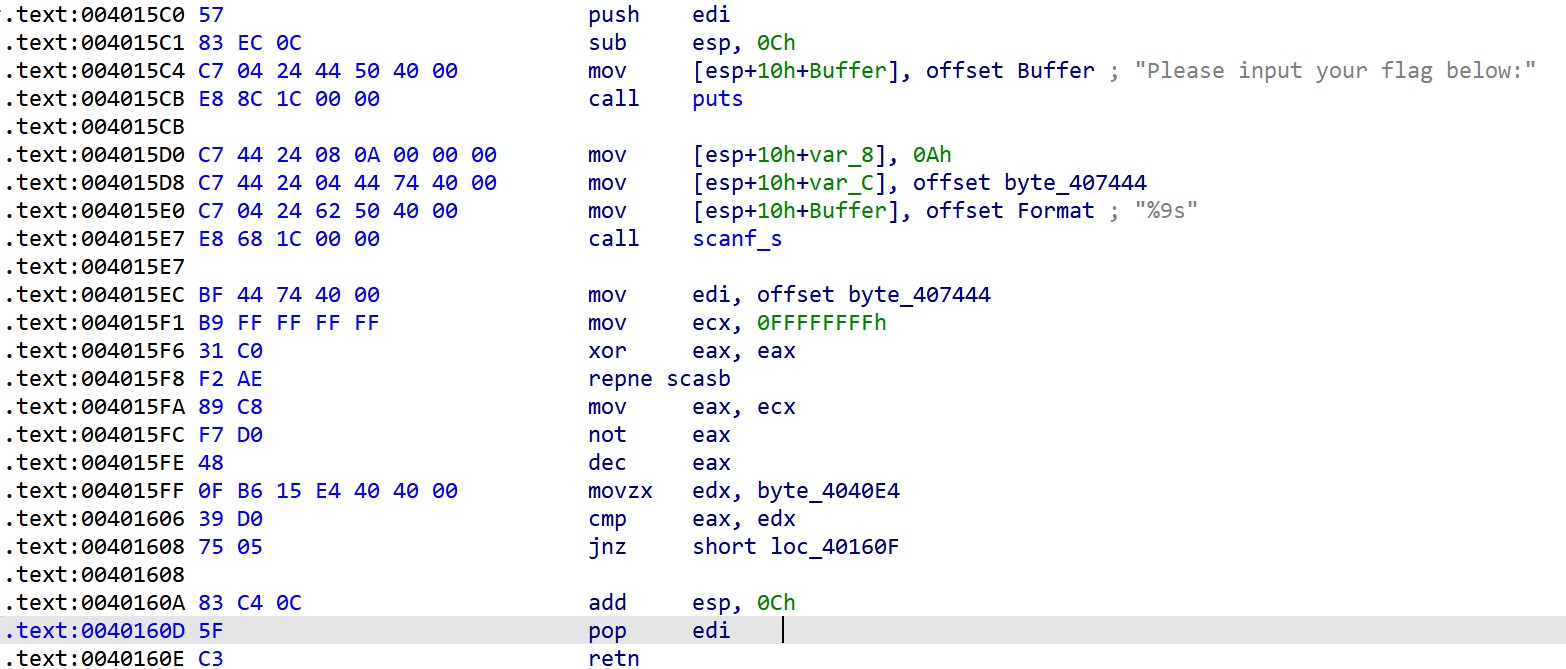 .text:004015C0 57 push edi
.text:004015C1 83 EC 0C sub esp, 0Ch
.text:004015C4 C7 04 24 44 50 40 00 mov [esp+10h+Buffer], offset Buffer ; "Please input your flag below:"
.text:004015CB E8 8C 1C 00 00 call puts
.text:004015CB
.text:004015D0 C7 44 24 08 0A 00 00 00 mov [esp+10h+var_8], 0Ah
.text:004015D8 C7 44 24 04 44 74 40 00 mov [esp+10h+var_C], offset byte_407444
.text:004015E0 C7 04 24 62 50 40 00 mov [esp+10h+Buffer], offset Format ; "%9s"
.text:004015E7 E8 68 1C 00 00 call scanf_s
.text:004015E7
.text:004015EC BF 44 74 40 00 mov edi, offset byte_407444
.text:004015F1 B9 FF FF FF FF mov ecx, 0FFFFFFFFh
.text:004015F6 31 C0 xor eax, eax
.text:004015F8 F2 AE repne scasb
.text:004015FA 89 C8 mov eax, ecx
.text:004015FC F7 D0 not eax
.text:004015FE 48 dec eax
.text:004015FF 0F B6 15 E4 40 40 00 movzx edx, byte_4040E4
.text:00401606 39 D0 cmp eax, edx
.text:00401608 75 05 jnz short loc_40160F
.text:00401608
.text:0040160A 83 C4 0C add esp, 0Ch
.text:0040160D 5F pop edi
.text:0040160E C3 retn